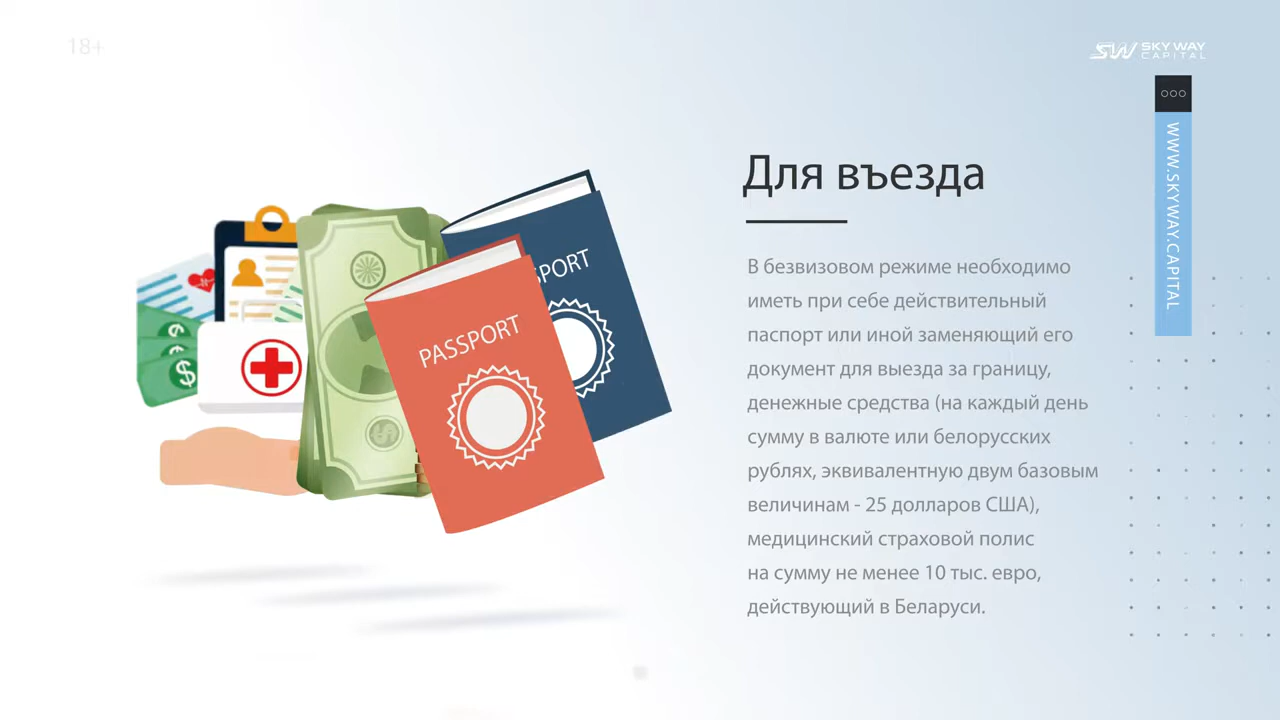 18+
SKY WAY
CAPITAL
WWW.SKYWAY.CAPITAL
Для въезда
В безвизовом режиме необходимо
иметь при себе действительный
паспорт или иной заменяющий его
документ для выезда за границу,
денежные средства (на каждый день
сумму в валюте или белорусских
рублях, эквивалентную двум базовым
величинам - 25 долларов США),
медицинский страховой полис
на сумму не менее 10 тыс. евро,
действующий в Беларуси.
PASSPORT
SPORT